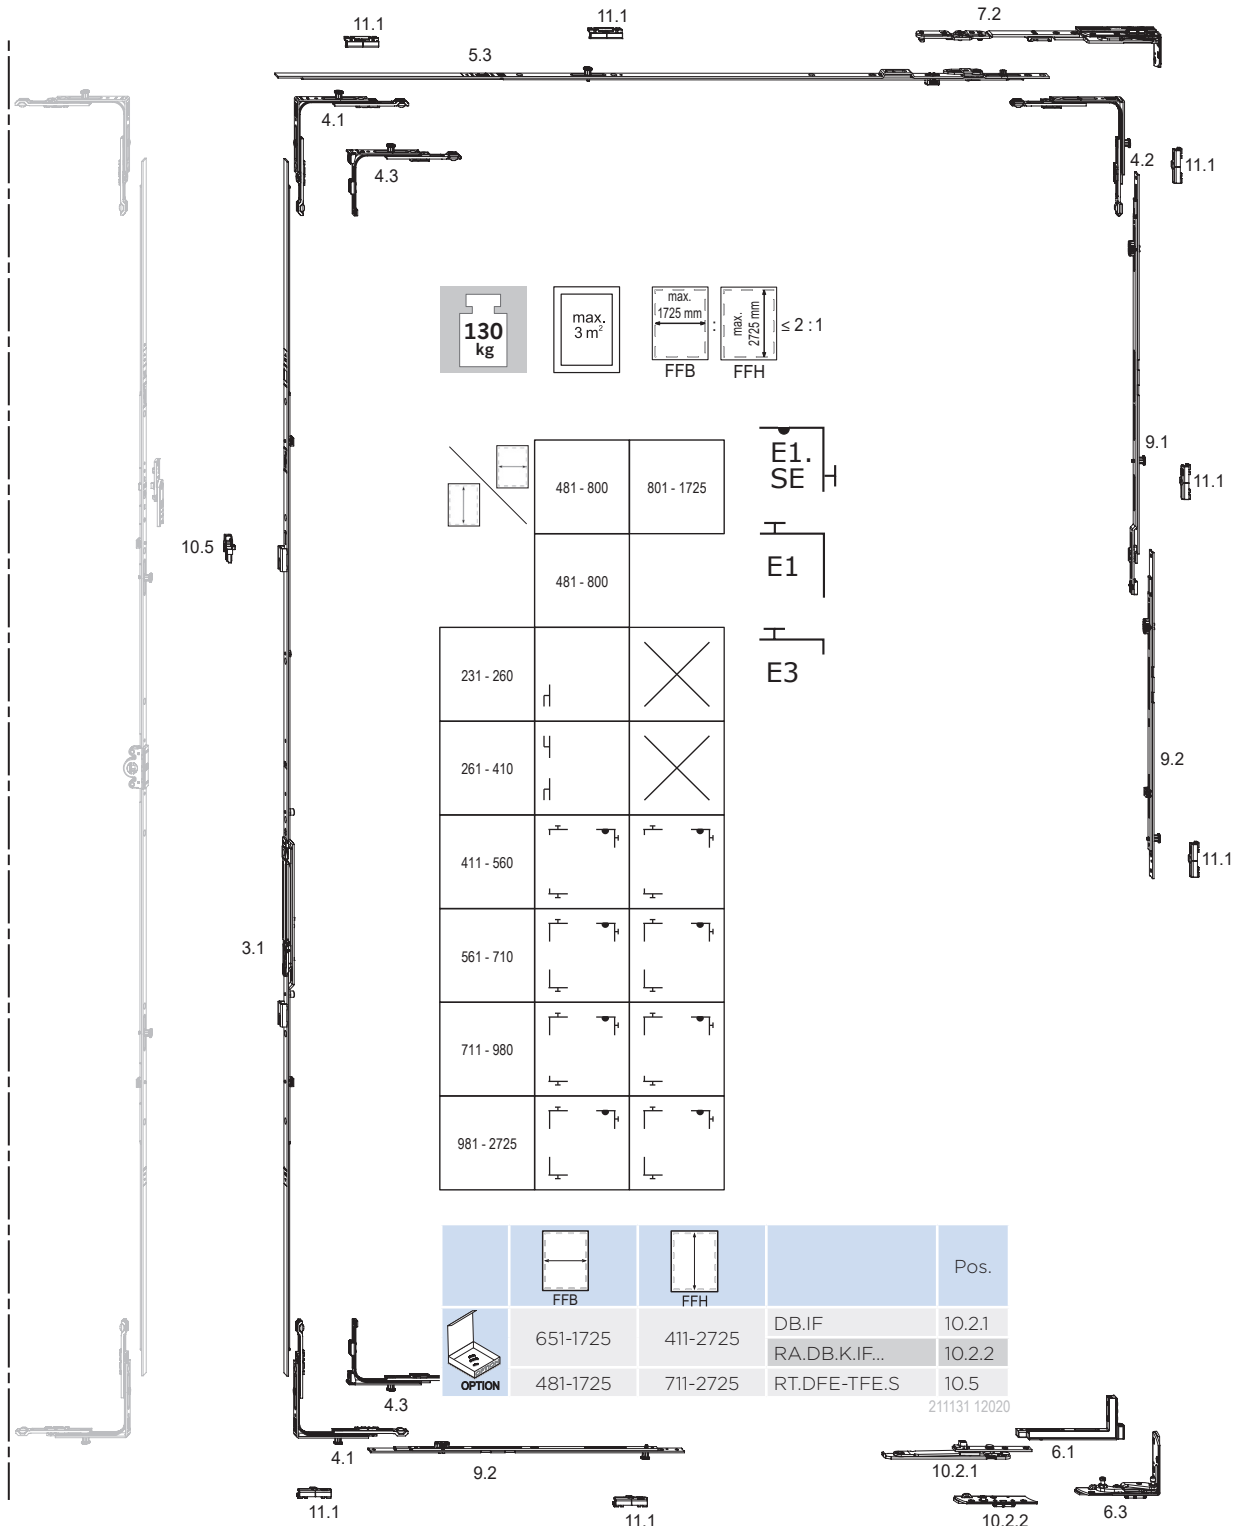 11.1
11.1
7.2
5.3
4.1
4.3
4.2
11.1
130
kg
max.
3 m²
max.
1725 mm
:
max.
2725 mm
≤ 2 : 1
FFB
FFH
9.1
11.1
481 - 800
801 - 1725
E1.
SE
10.5
481 - 800
E1
231 - 260
E3
261 - 410
9.2
411 - 560
11.1
3.1
561 - 710
711 - 980
981 - 2725
FFB
FFH
Pos.
OPTION
651-1725
411-2725
DB.IF
10.2.1
RA.DB.K.IF...
10.2.2
481-1725
711-2725
RT.DFE-TFE.S
10.5
211131 12020
4.3
4.1
9.2
10.2.1
6.1
11.1
11.1
10.2.2
6.3